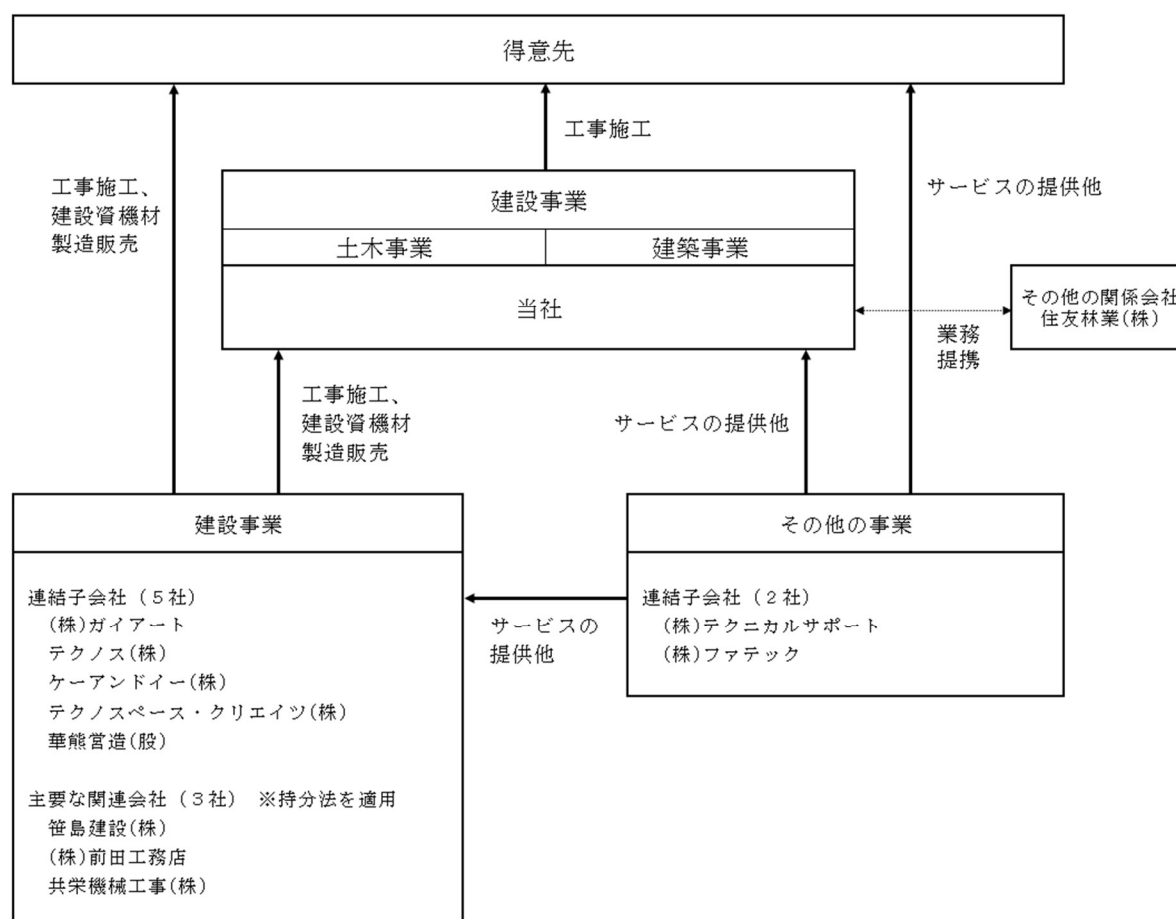 得意先
工事施工
工事施工、
建設資機材
製造販売
サービスの提供他
建設事業
土木事業
建築事業
当社
その他の関係会社
住友林業(株)
業務
提携
工事施工、
建設資機材
製造販売
サービスの提供他
建設事業
連結子会社（５社）
(株)ガイアート
テクノス(株)
ケーアンドイー(株)
テクノスペース・クリエイツ(株)
華熊営造(股)
主要な関連会社（３社）　※持分法を適用
笹島建設(株)
(株)前田工務店
共栄機械工事(株)
サービスの
提供他
その他の事業
連結子会社（２社）
(株)テクニカルサポート
(株)ファテック